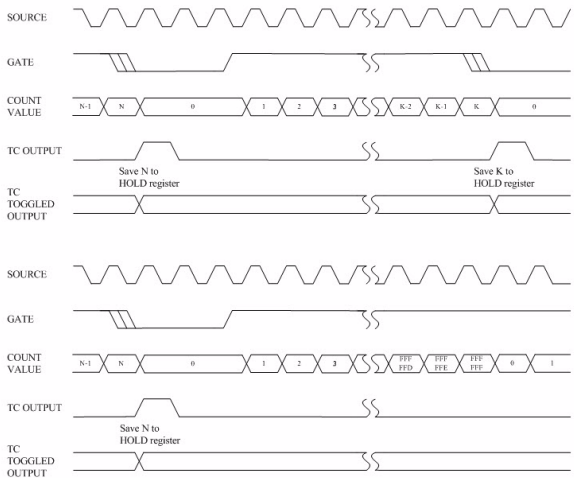 SOURCE
GATE
COUNT
VALUE
N-1 N 0 1 2 3 K-2 K-1 K 0
TC OUTPUT
Save N to
HOLD register
Save K to
HOLD register
TC
TOGGLED
OUTPUT
SOURCE
GATE
COUNT
VALUE
N-1 N 0 1 2 3 FFF FFF FFF 0 1
FFD FFE FFF
TC OUTPUT
Save N to
HOLD register
TC
TOGGLED
OUTPUT